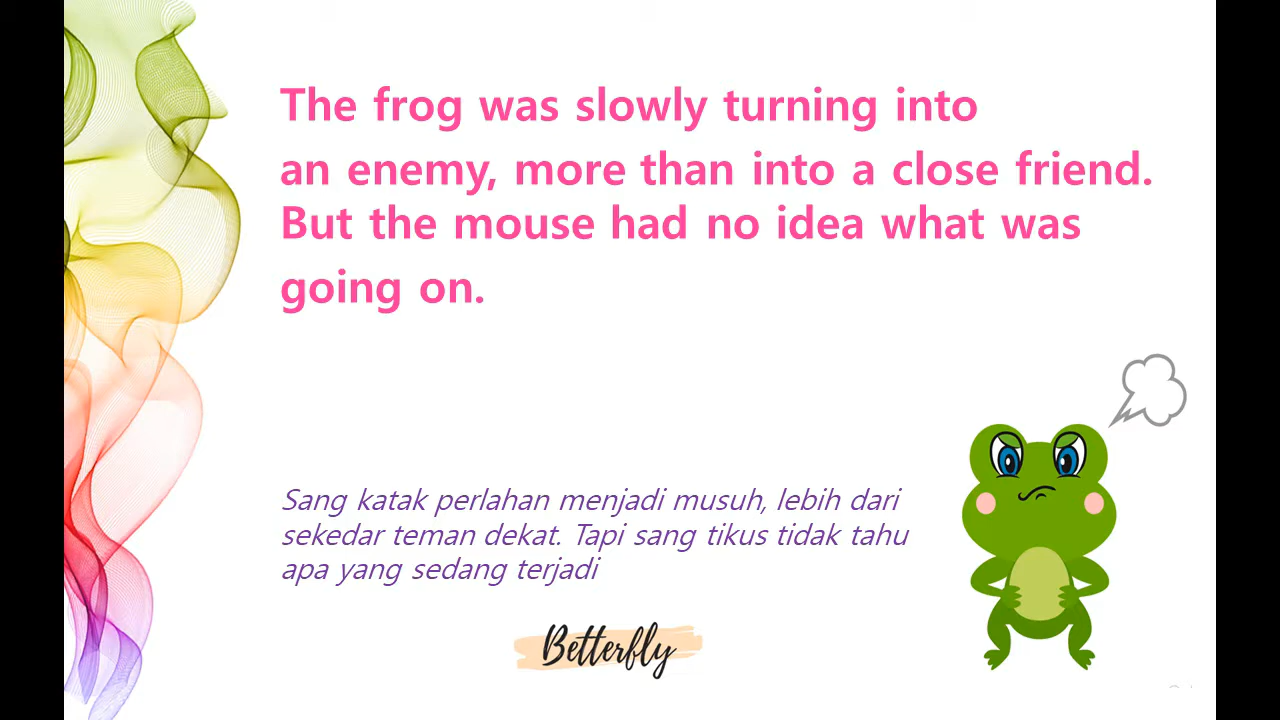 The frog was slowly turning into
an enemy, more than into a close friend.
But the mouse had no idea what was
going on.
Sang katak perlahan menjadi musuh, lebih dari
sekedar teman dekat. Tapi sang tikus tidak tahu
apa yang sedang terjadi
Betterfly